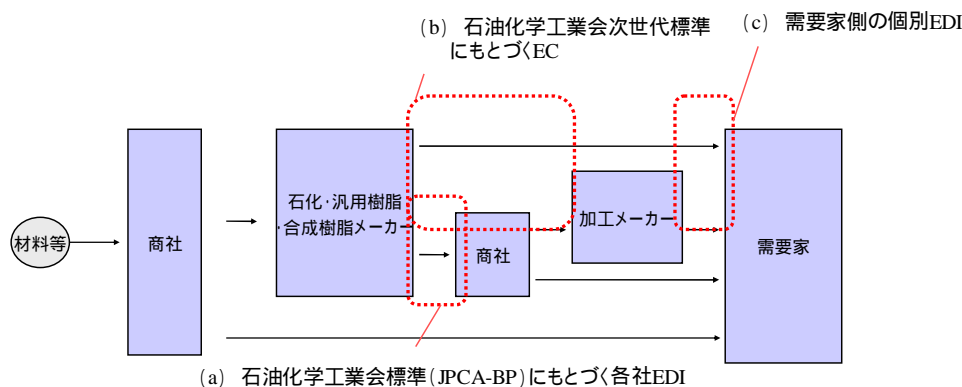 (b) 石油化学工業会次世代標準
にもとづくEC
(c) 需要家側の個別EDI
材料等
商社
石化・汎用樹脂
・合成樹脂メーカー
商社
加工メーカー
需要家
(a) 石油化学工業会標準(JPCA-BP)にもとづく各社EDI